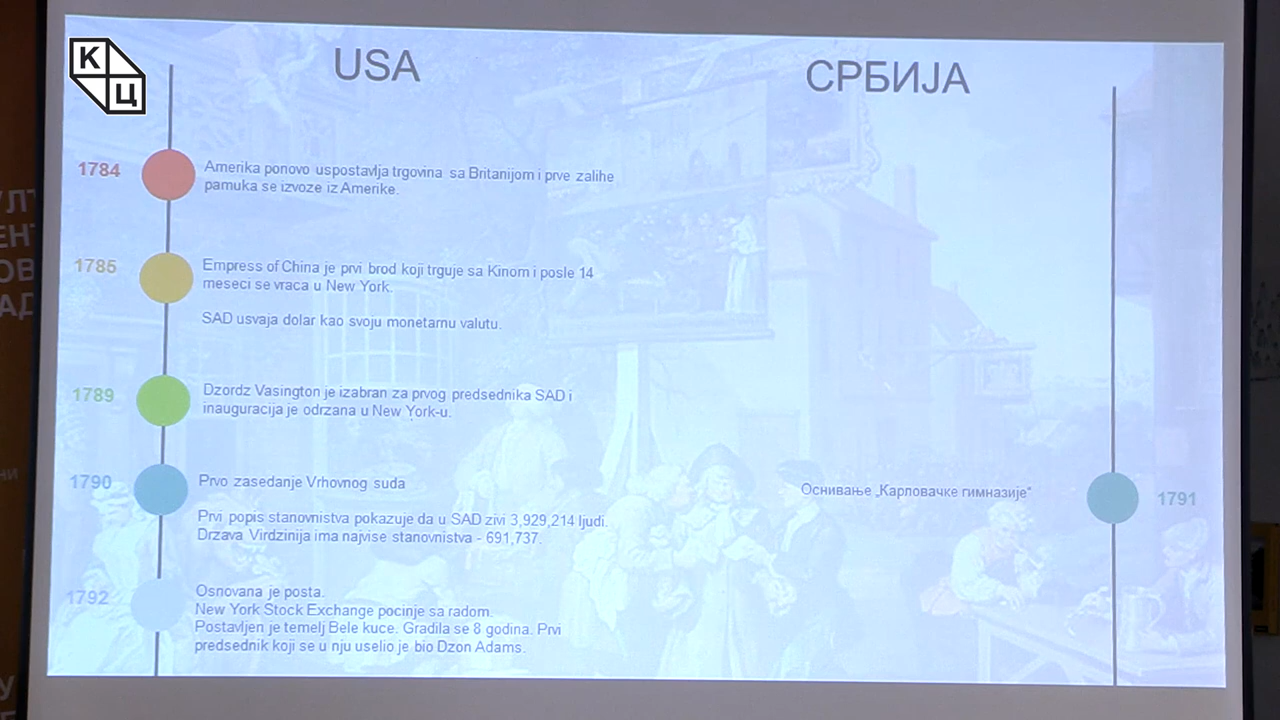 К
Ц
USA
СРБИЈА
1784
Amerika ponovo uspostavlja trgovina sa Britanijom i prve zalihe
pamuka se izvoze iz Amerike.
1785
Empress of China je prvi brod koji trguje sa Kinom i posle 14
meseci se vraca u New York.
SAD usvaja dolar kao svoju monetarnu valutu.
1789
Dzordz Vasington je izabran za prvog predsednika SAD i
inauguracija je odrzana u New York-u.
1790
Prvo zasedanje Vrhovnog suda
Prvi popis stanovnistva pokazuje da u SAD zivi 3,929,214 ljudi.
Drzava Virdzinija ima najvise stanovnistva - 691,737.
Оснивање „Карловачке гимназије“
1791
1792
Osnovana je posta.
New York Stock Exchange pocinje sa radom.
Postavljen je temelj Bele kuce. Gradila se 8 godina. Prvi
predsednik koji se u nju uselio je bio Dzon Adams.